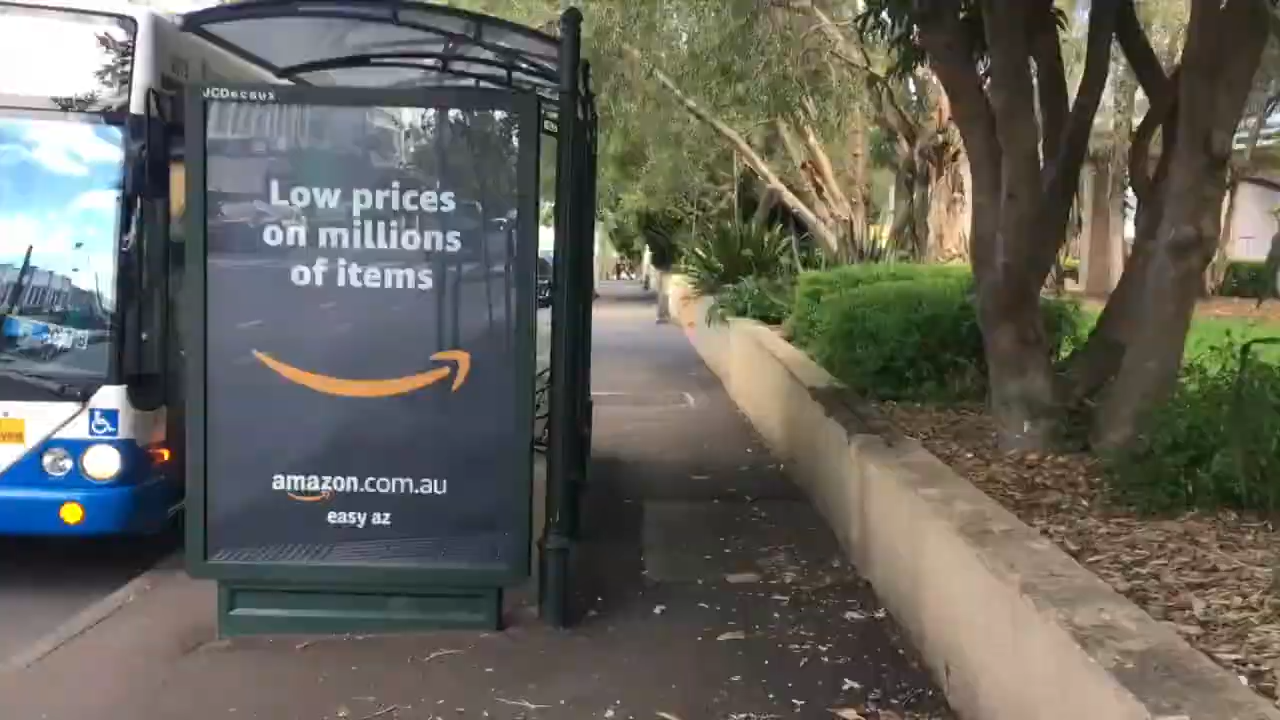 JCDecaux
Low prices
on millions
of items
amazon.com.au
easy az